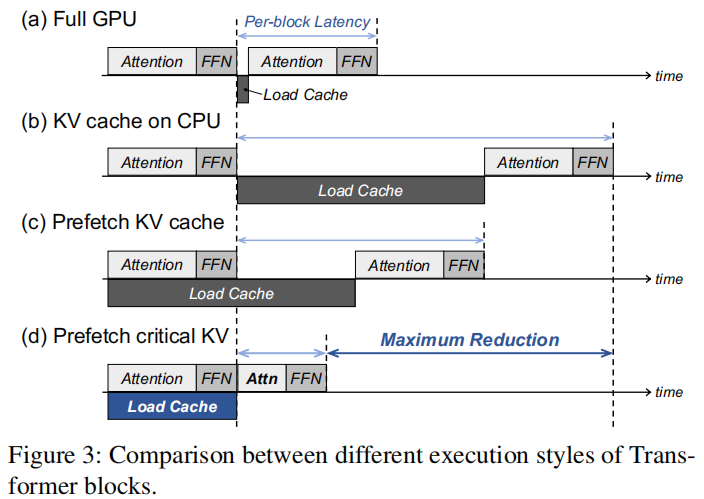 (a) Full GPU
Per-block Latency
Attention FFN Attention FFN
time
Load Cache
(b) KV cache on CPU
Attention FFN Attention FFN
Load Cache
time
(c) Prefetch KV cache
Attention FFN Attention FFN
Load Cache
time
(d) Prefetch critical KV
Maximum Reduction
Attention FFN Attn FFN
time
Load Cache
Figure 3: Comparison between different execution styles of Trans-
former blocks.